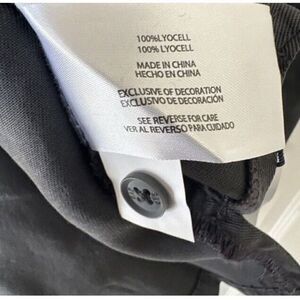 100%LYOCELL
100% LYOCELL
MADE IN CHINA
HECHO EN CHINA
EXCLUSIVE OF DECORATION
EXCLUSIVO DE DECORACIÓN
SEE REVERSE FOR CARE
VER AL REVERSO PARA CUIDADO